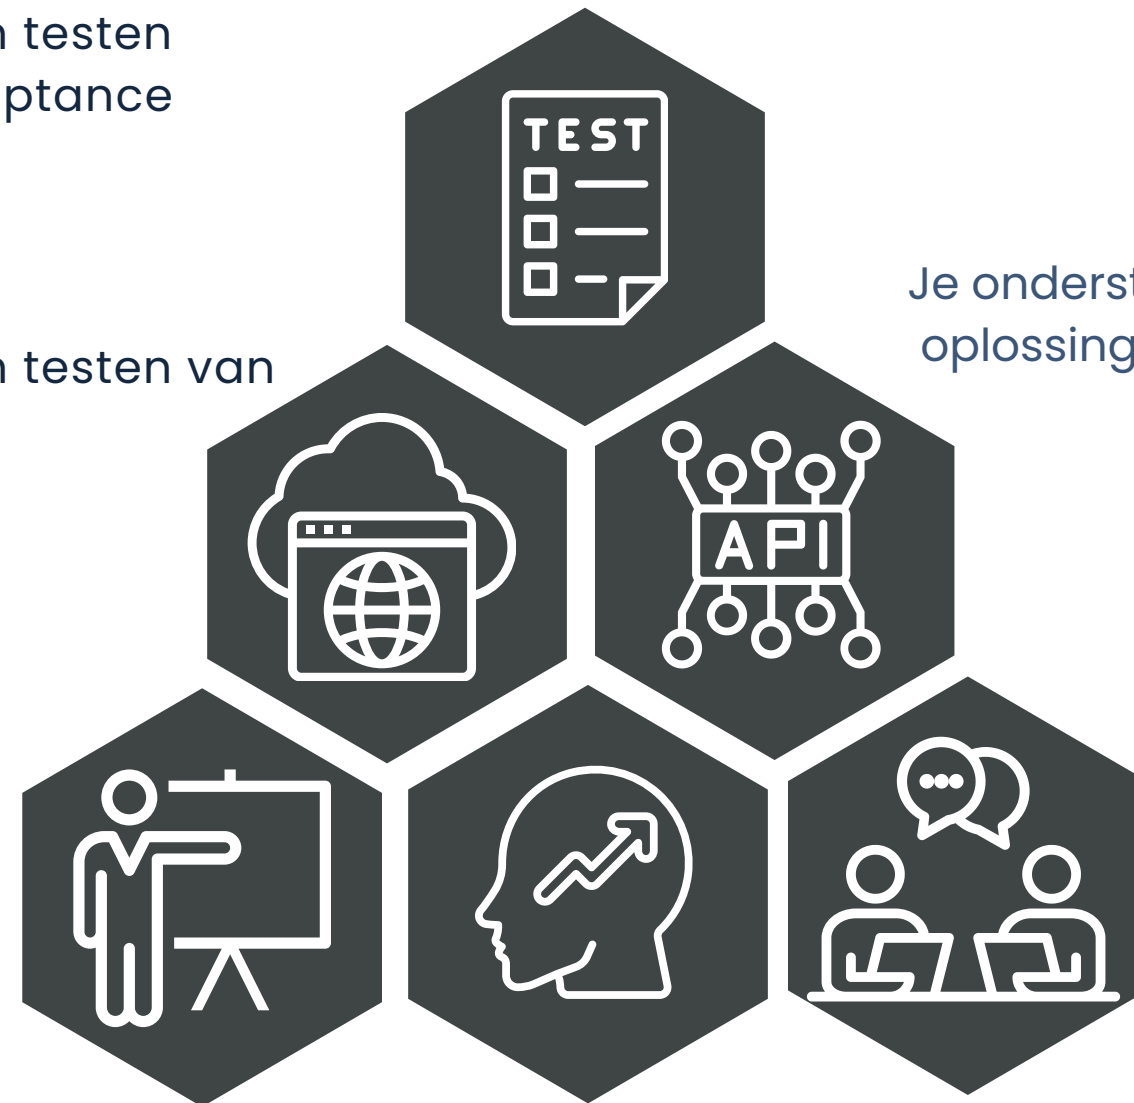 n testen
ptance
TEST
Je onderst
oplossing
n testen van
API